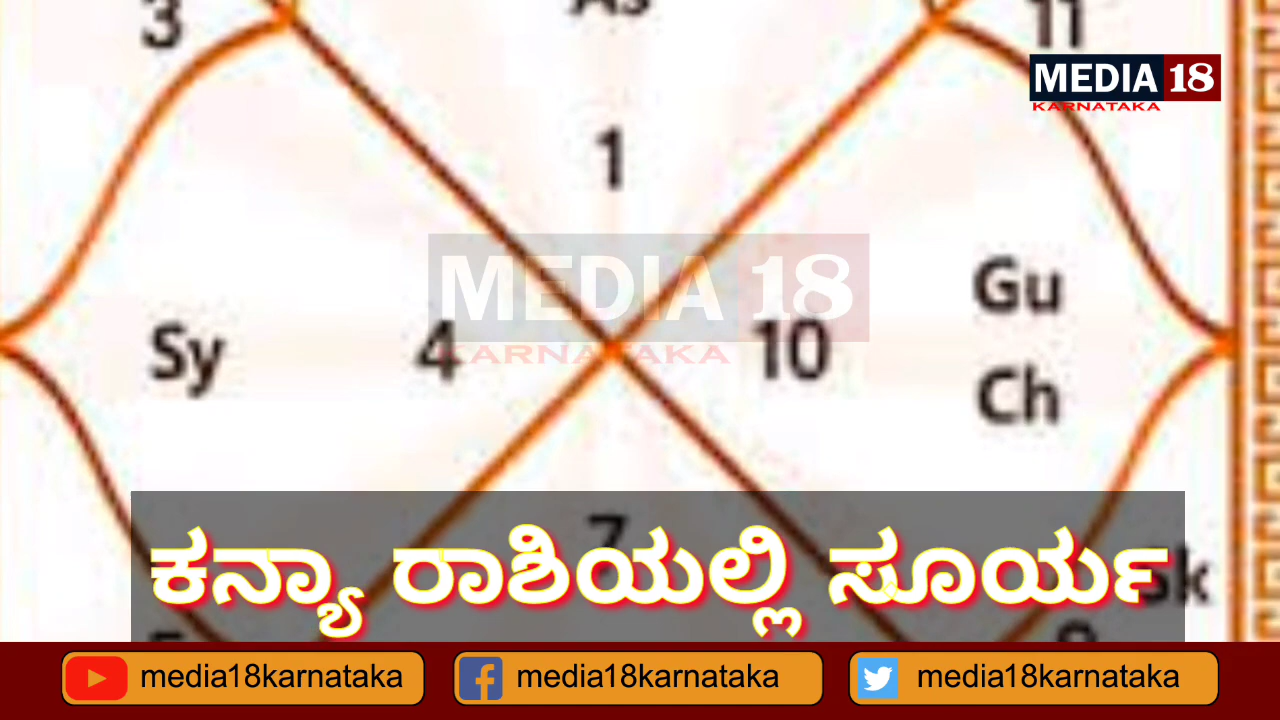 3
As
11
MEDIA 18
KARNATAKA
1
MEDIA 18
KARNATAKA
Gu
Sy
4
10
Ch
7
ಕನ್ಯಾ ರಾಶಿಯಲ್ಲಿ ಸೂರ್ಯ
media18karnataka
media18karnataka
media18karnataka